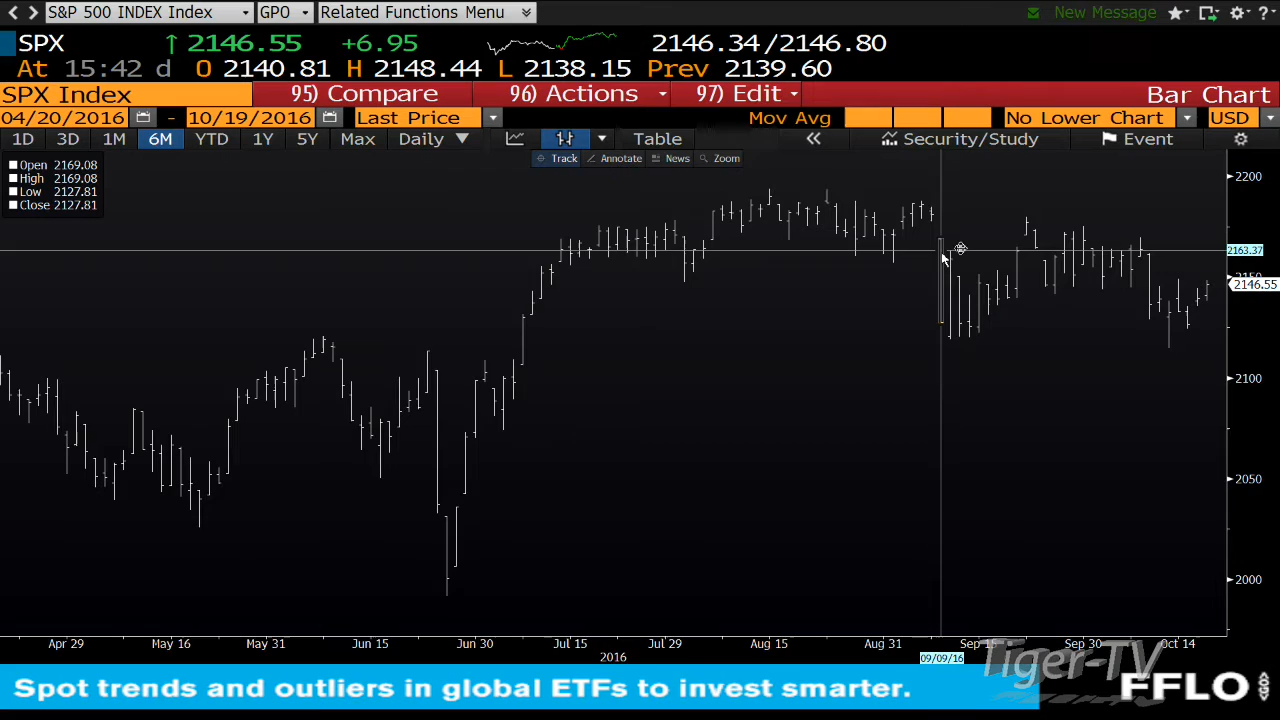 S&P 500 INDEX Index GPO Related Functions Menu New Message
SPX ↑ 2146.55 +6.95 2146.34/2146.80
At 15:42 d O 2140.81 H 2148.44 L 2138.15 Prev 2139.60
SPX Index 95) Compare 96) Actions 97) Edit Bar Chart
04/20/2016 - 10/19/2016 Last Price Mov Avg No Lower Chart USD
1D 3D 1M 6M YTD 1Y 5Y Max Daily Table « Security/Study Event
Track Annotate News Zoom
Open 2169.08
High 2169.08
Low 2127.81
Close 2127.81
2200
2163.37
2150
2146.55
2100
2050
2000
Apr 29 May 16 May 31 Jun 15 Jun 30 Jul 15 Jul 29 Aug 15 Aug 31 Sep 15 Sep 30 Oct 14
2016 09/09/16
Tiger-TV
Spot trends and outliers in global ETFs to invest smarter. FFLO